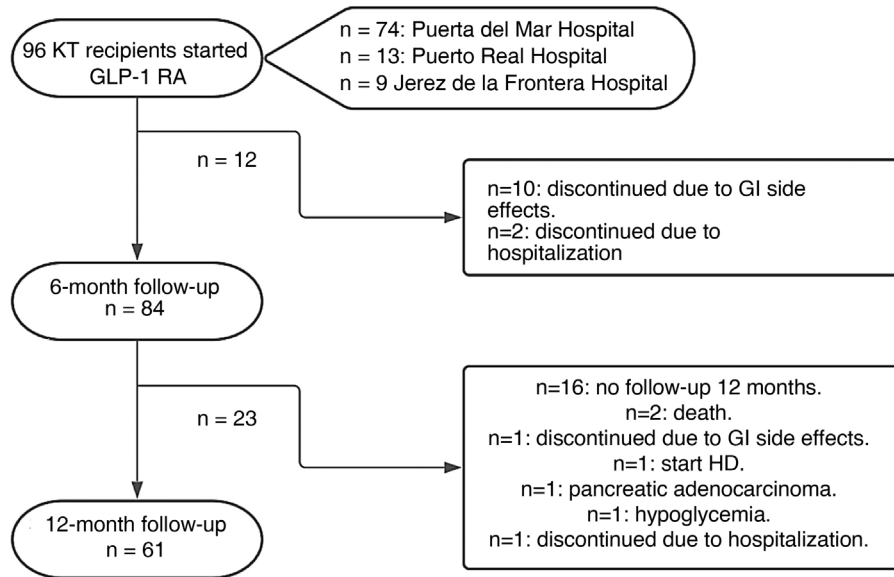 96 KT recipients started
GLP-1 RA
n = 74: Puerta del Mar Hospital
n = 13: Puerto Real Hospital
n = 9 Jerez de la Frontera Hospital
n = 12
n=10: discontinued due to GI side
effects.
n=2: discontinued due to
hospitalization
6-month follow-up
n = 84
n = 23
n=16: no follow-up 12 months.
n=2: death.
n=1: discontinued due to GI side effects.
n=1: start HD.
n=1: pancreatic adenocarcinoma.
n=1: hypoglycemia.
n=1: discontinued due to hospitalization.
12-month follow-up
n = 61